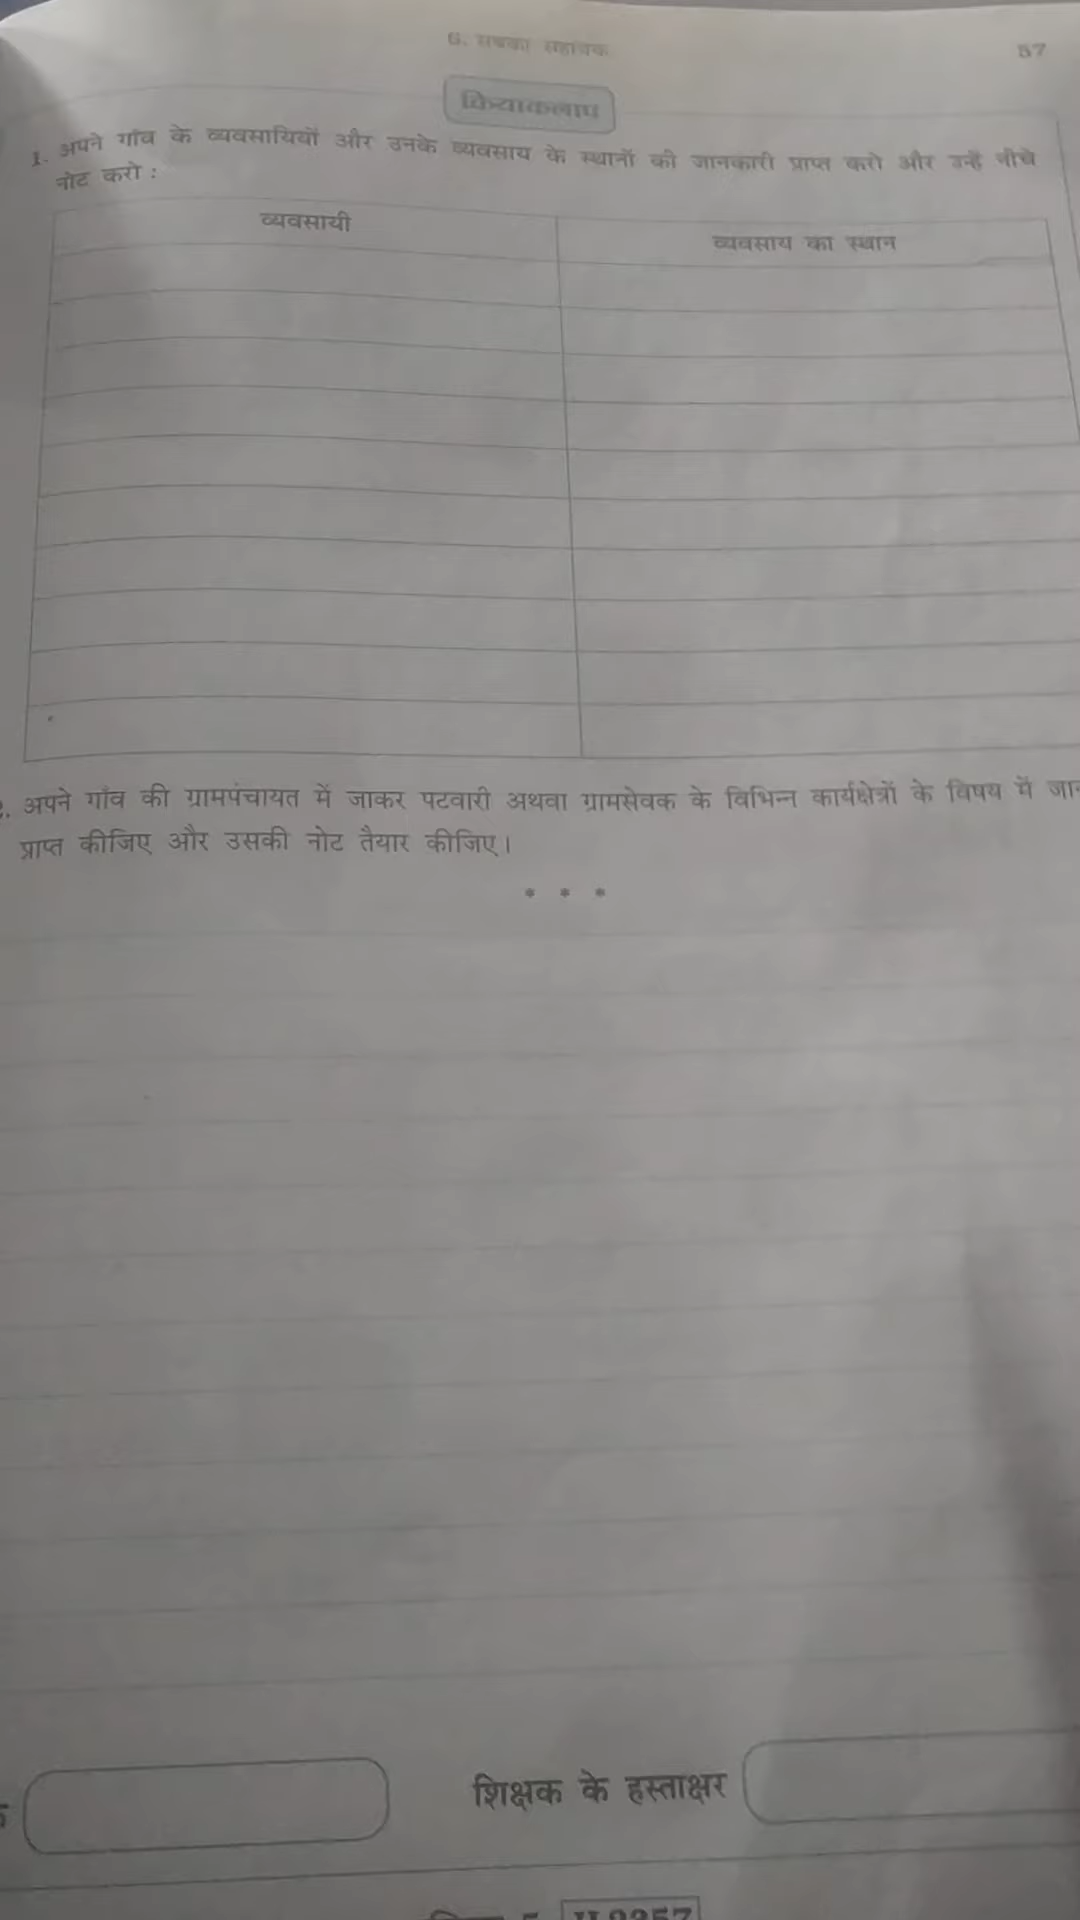 6. सबका सहायक
57
क्रियाकलाप
1. अपने गाँव के व्यवसायियों और उनके व्यवसाय के स्थानों की जानकारी प्राप्त करो और उन्हें नीचे
नोट करो :
व्यवसायी
व्यवसाय का स्थान
2. अपने गाँव की ग्रामपंचायत में जाकर पटवारी अथवा ग्रामसेवक के विभिन्न कार्यक्षेत्रों के विषय में जान
प्राप्त कीजिए और उसकी नोट तैयार कीजिए।
* * *
शिक्षक के हस्ताक्षर